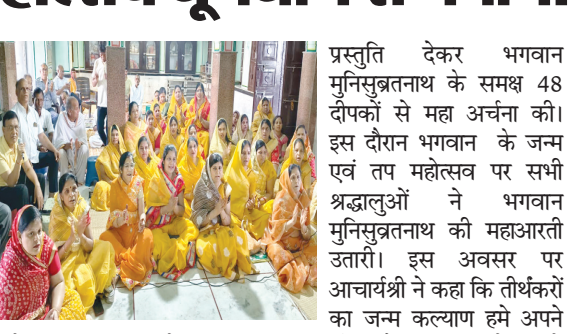 प्रस्तुति देकर भगवान
मुनिसुब्रतनाथ के समक्ष 48
दीपकों से महा अर्चना की।
इस दौरान भगवान के जन्म
एवं तप महोत्सव पर सभी
श्रद्धालुओं ने भगवान
मुनिसुव्रतनाथ की महाआरती
उतारी। इस अवसर पर
आचार्यश्री ने कहा कि तीर्थंकरों
का जन्म कल्याण हमे अपने